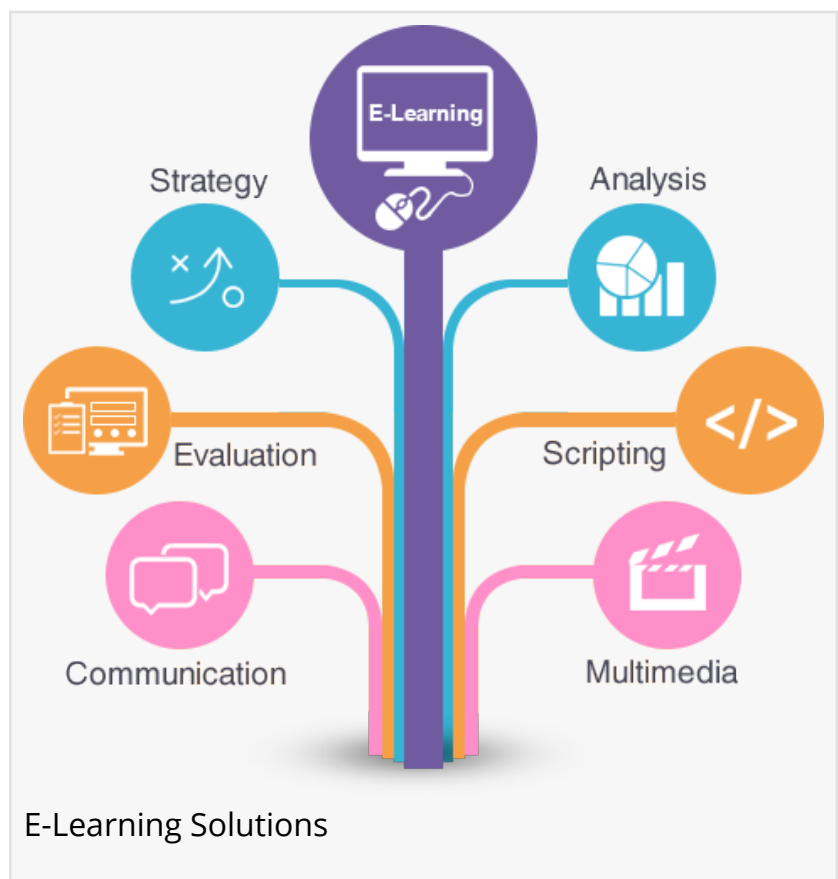 E-Learning
Strategy
Analysis
</>
Evaluation
Scripting
Communication
Multimedia
E-Learning Solutions